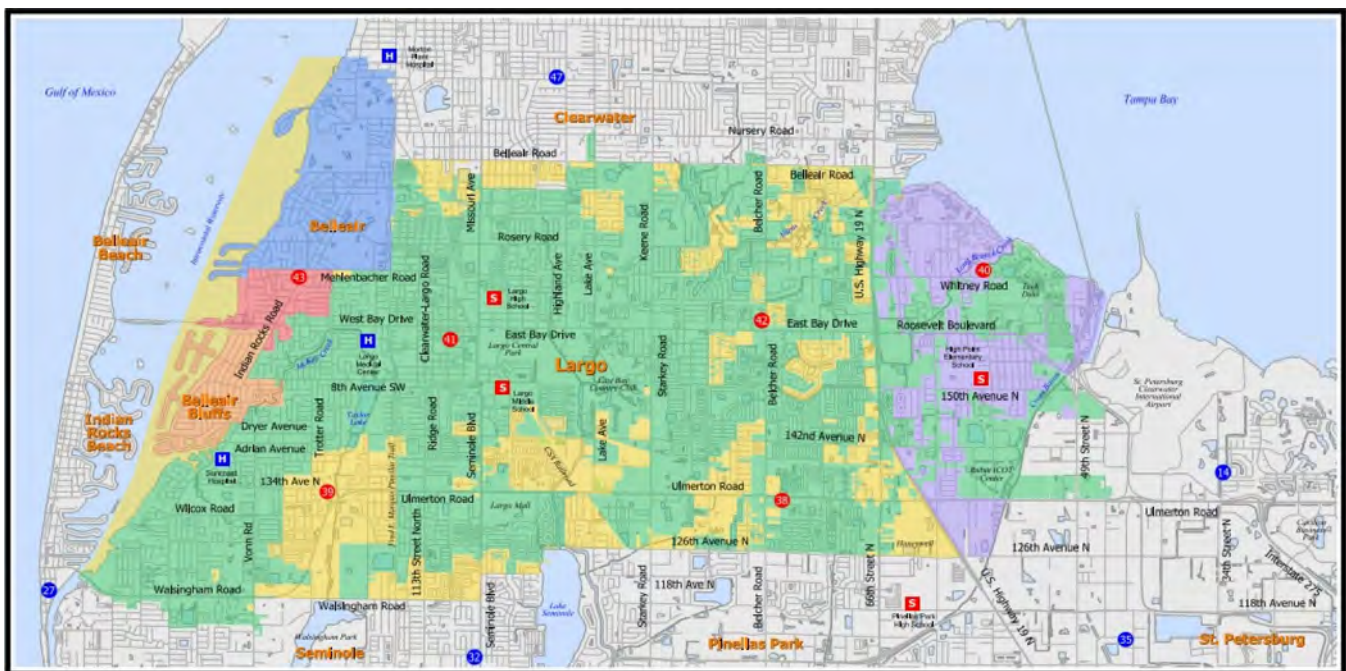 Gulf of Mexico
H
Morton
Plant
Hospital
47
Clearwater
Tampa Bay
Nursery Road
Belleair Road
Belleair Road
Missouri Ave
Belcher Road
Keene Road
U.S. Highway 19 N
Belleair
Beach
Belleair
Rosery Road
Highland Ave
Lake Ave
43
Mehlenbacher Road
Clearwater-Largo Road
S
Largo
High
School
40
Whitney Road
Indian Rocks Road
West Bay Drive
42
East Bay Drive
Roosevelt Boulevard
H
Largo
Medical
Center
41
East Bay Drive
Largo Central
Park
Largo
Starkey Road
Belcher Road
High Point
Elementary
School
S
150th Avenue N
8th Avenue SW
S
Largo
Middle
School
St. Petersburg
Clearwater
International
Airport
Belleair
Bluffs
Indian
Rocks
Beach
Dryer Avenue
Trotter Road
Ridge Road
Seminole Blvd
CSX Railroad
Lake Ave
142nd Avenue N
49th Street N
Adrian Avenue
H
Suncoast
Hospital
134th Ave N
39
Ulmerton Road
Largo Mall
Ulmerton Road
38
14
Ulmerton Road
Wilcox Road
Vonn Rd
113th Street North
126th Avenue N
66th Street N
Honeywell
126th Avenue N
34th Street N
Interstate 275
27
Walsingham Road
Walsingham Road
Seminole Blvd
Lake
Seminole
Starkey Road
118th Ave N
Belcher Road
S
Pinellas Park
High School
U.S. Highway 19 N
118th Avenue N
Walsingham Park
Seminole
32
Pinellas Park
35
St. Petersburg